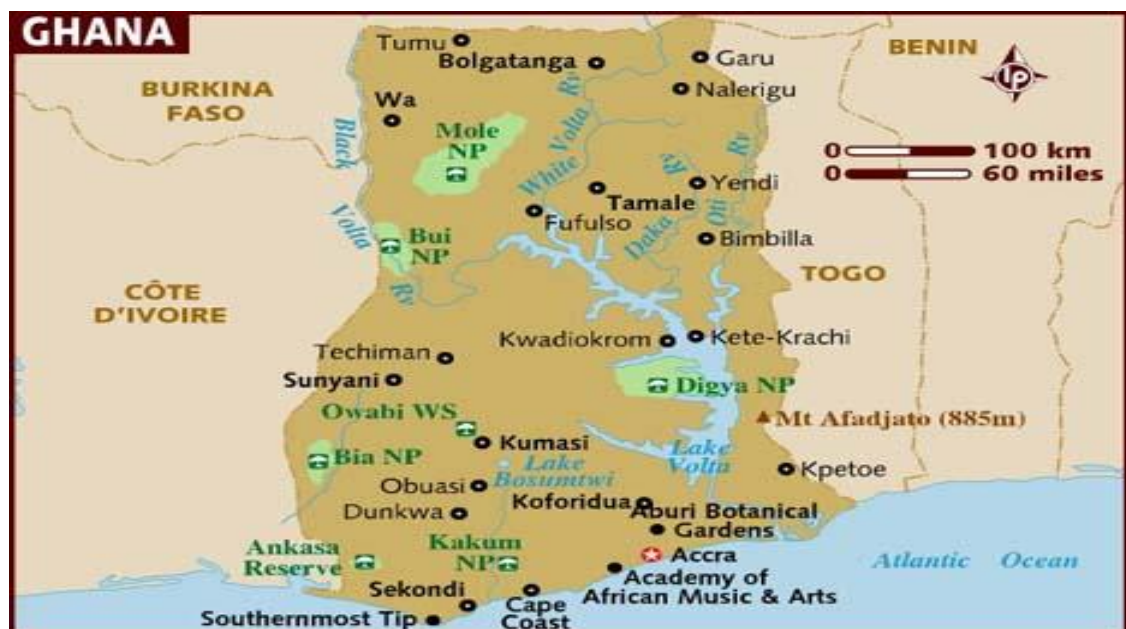 GHANA
BENIN
LP
BURKINA
FASO
Tumu
Bolgatanga
Garu
Nalerigu
Wa
Black
Volta
Rv
Mole
NP
White
Volta
Rv
0 100 km
0 60 miles
Rv
Daka
Oti
Rv
Yendi
Tamale
Fufulso
Bimbilla
Bui
NP
TOGO
CÔTE
D'IVOIRE
Kwadiokrom
Kete-Krachi
Techiman
Sunyani
Digya NP
Owabi WS
Mt Afadjato (885m)
Kumasi
Bia NP
Lake
Volta
Lake
Bosumtwi
Kpetoe
Obuasi
Koforidua
Dunkwa
Aburi Botanical
Gardens
Ankasa
Reserve
Kakum
NP
Accra
Atlantic Ocean
Academy of
African Music & Arts
Sekondi
Cape
Coast
Southernmost Tip